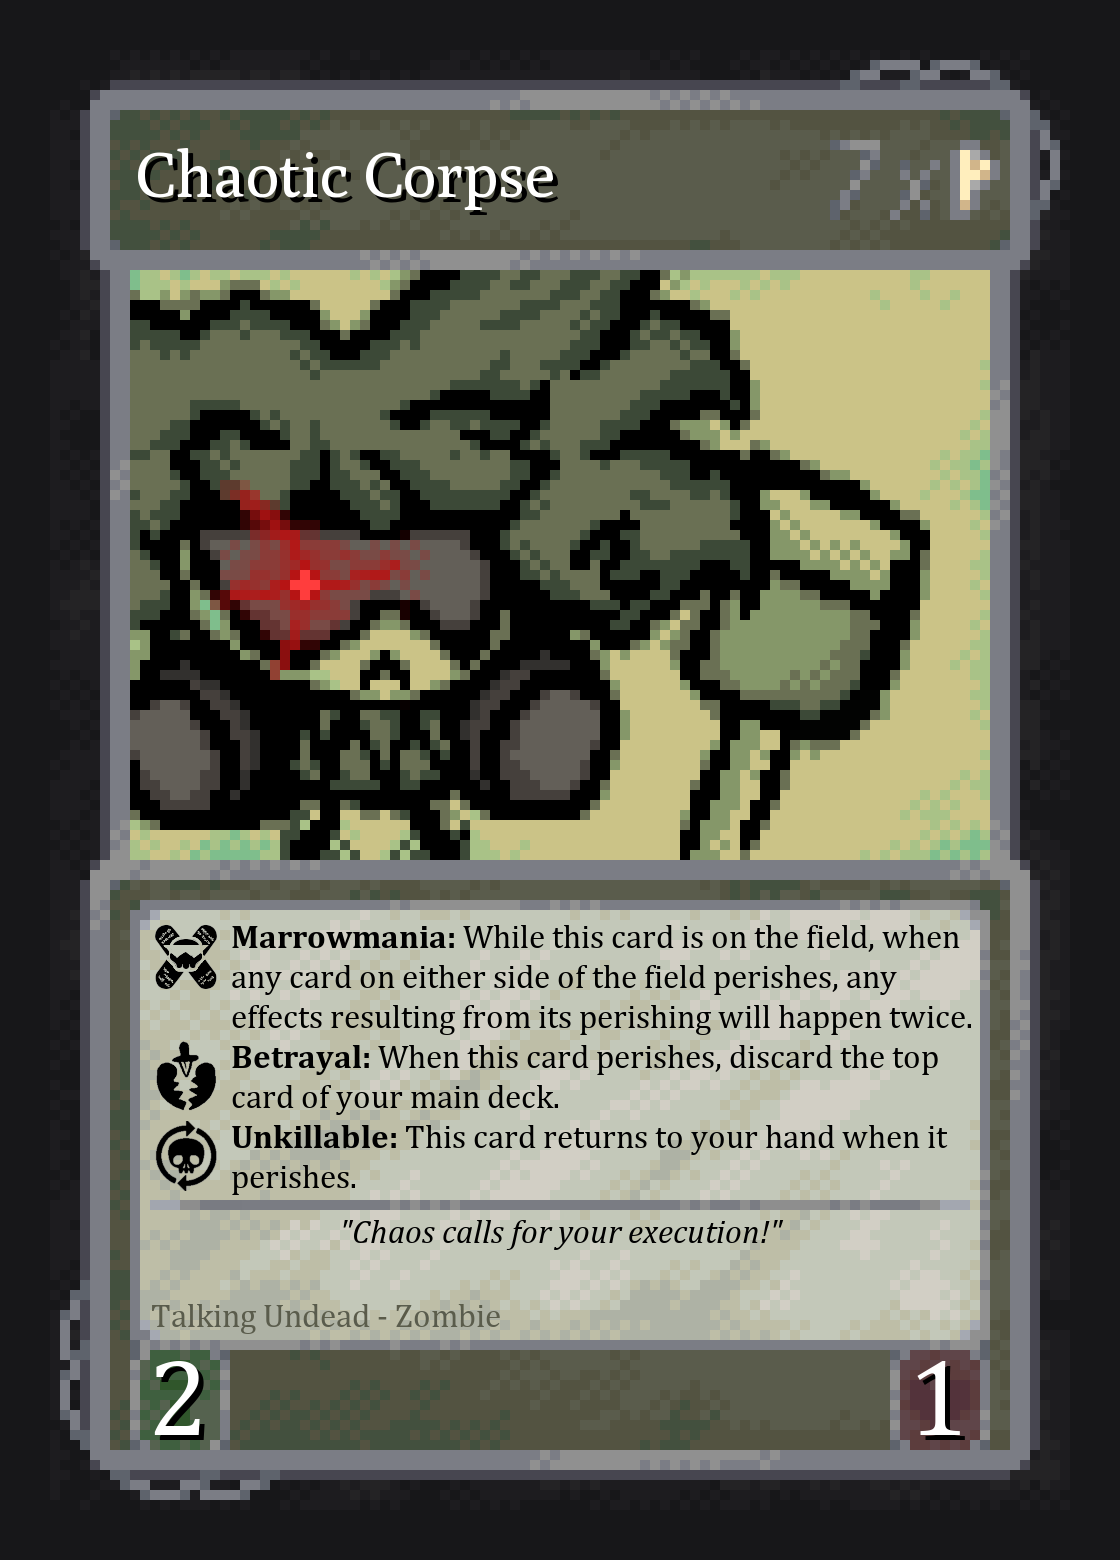 Chaotic Corpse
7 x
Marrowmania: While this card is on the field, when
any card on either side of the field perishes, any
effects resulting from its perishing will happen twice.
Betrayal: When this card perishes, discard the top
card of your main deck.
Unkillable: This card returns to your hand when it
perishes.
"Chaos calls for your execution!"
Talking Undead - Zombie
2
1